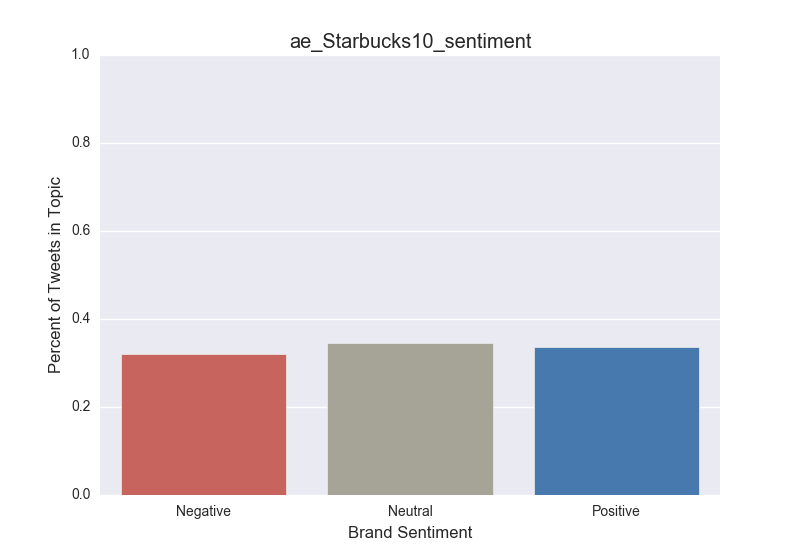 ae_Starbucks10_sentiment
1.0
0.8
0.6
0.4
0.2
0.0
Percent of Tweets in Topic
Negative Neutral Positive
Brand Sentiment